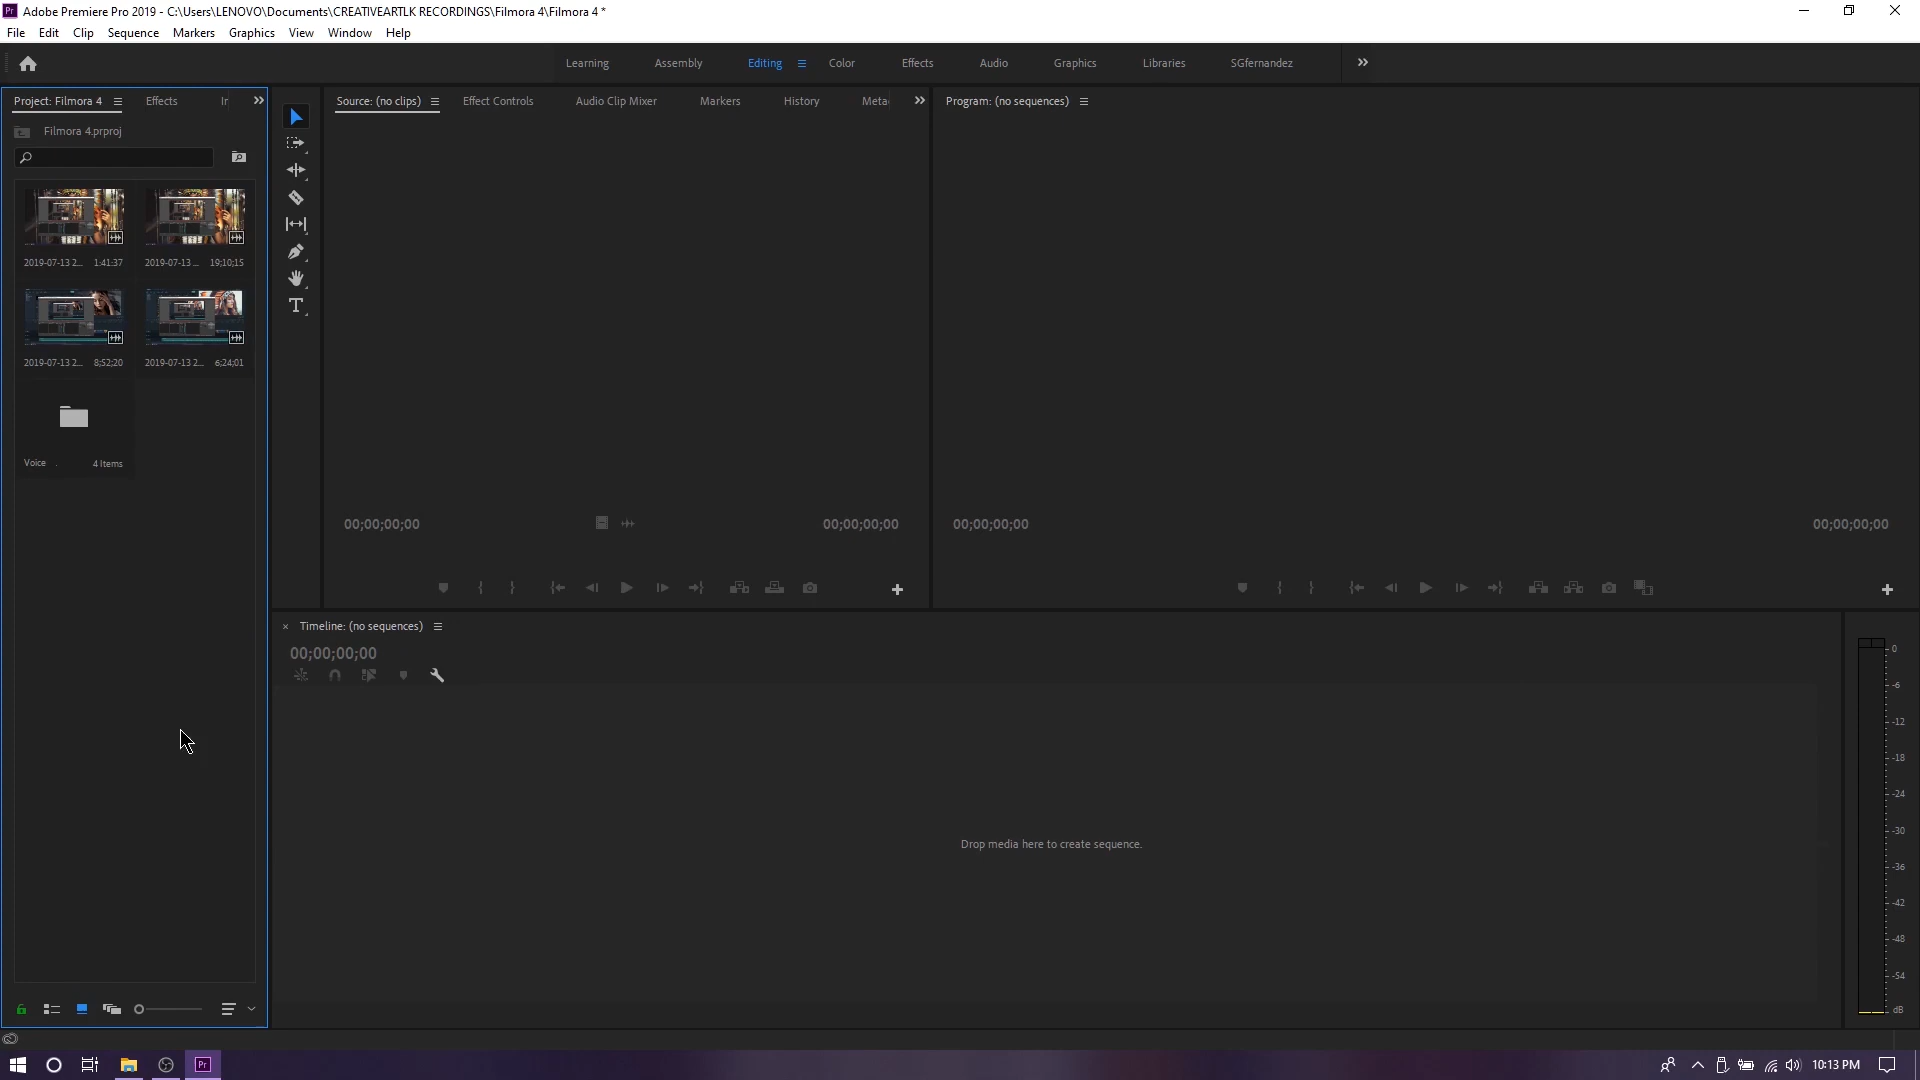 Adobe Premiere Pro 2019 - C:\Users\LENOVO\Documents\CREATIVEARTLK RECORDINGS\Filmora 4\Filmora 4 *
File Edit Clip Sequence Markers Graphics View Window Help
Learning Assembly Editing Color Effects Audio Graphics Libraries SGfernandez
Project: Filmora 4 Effects Ir
Source: (no clips) Effect Controls Audio Clip Mixer Markers History Meta
Program: (no sequences)
Filmora 4.prproj
2019-07-13 2... 1:41:37
2019-07-13 ... 19;10;15
2019-07-13 2... 8;52;20
2019-07-13 2... 6;24;01
Voice . 4 Items
00;00;00;00 00;00;00;00
00;00;00;00 00;00;00;00
Timeline: (no sequences)
00;00;00;00
Drop media here to create sequence.
0
-6
-12
-18
-24
-30
-36
-42
-48
-54
dB
Pr 10:13 PM